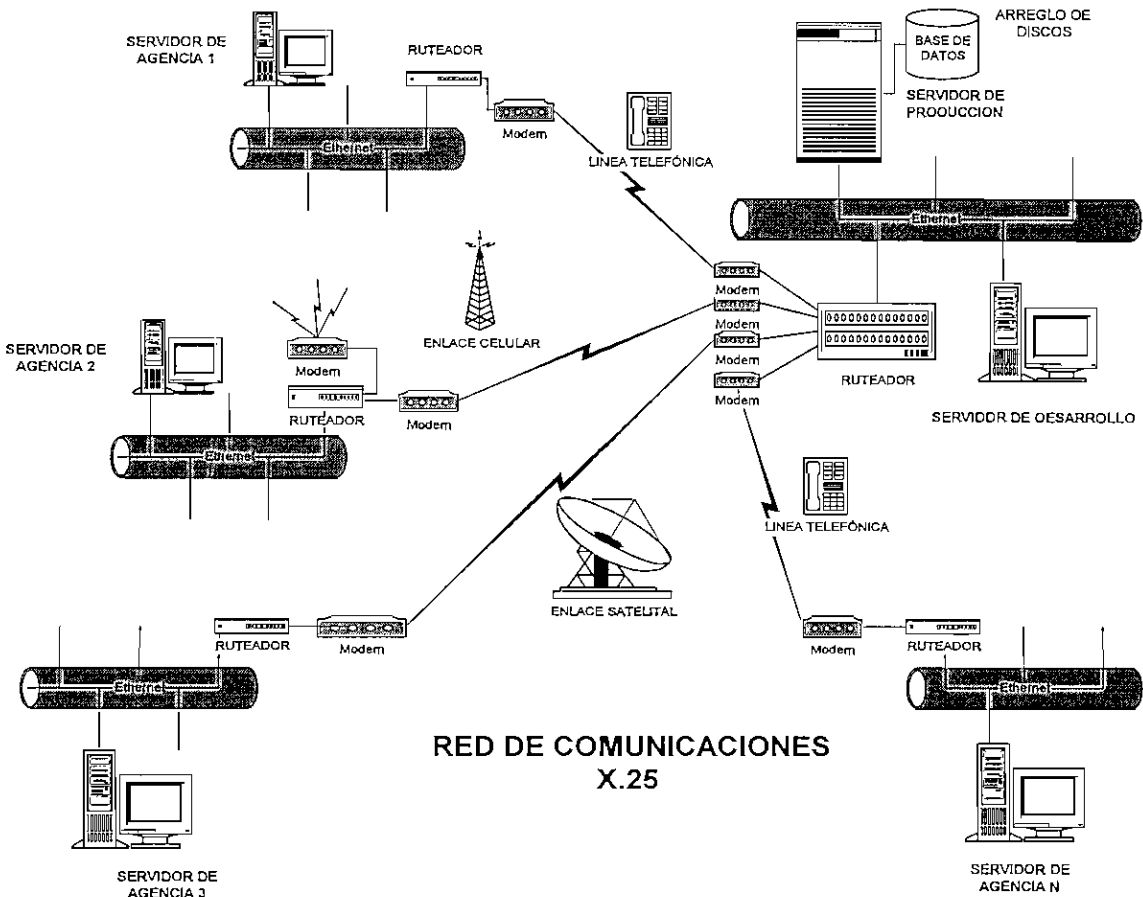 SERVIDOR DE
AGENCIA 1
RUTEADOR
Modem
Ethernet
LINEA TELEFÓNICA
ARREGLO DE
DISCOS
BASE DE
DATOS
SERVIDOR DE
PRODUCCION
Ethernet
Modem
Modem
Modem
Modem
RUTEADOR
SERVIDOR DE DESARROLLO
ENLACE CELULAR
SERVIDOR DE
AGENCIA 2
Modem
RUTEADOR
Modem
Ethernet
LINEA TELEFÓNICA
ENLACE SATELITAL
RUTEADOR
Modem
Ethernet
Modem
RUTEADOR
Ethernet
RED DE COMUNICACIONES
X.25
SERVIDOR DE
AGENCIA 3
SERVIDOR DE
AGENCIA N